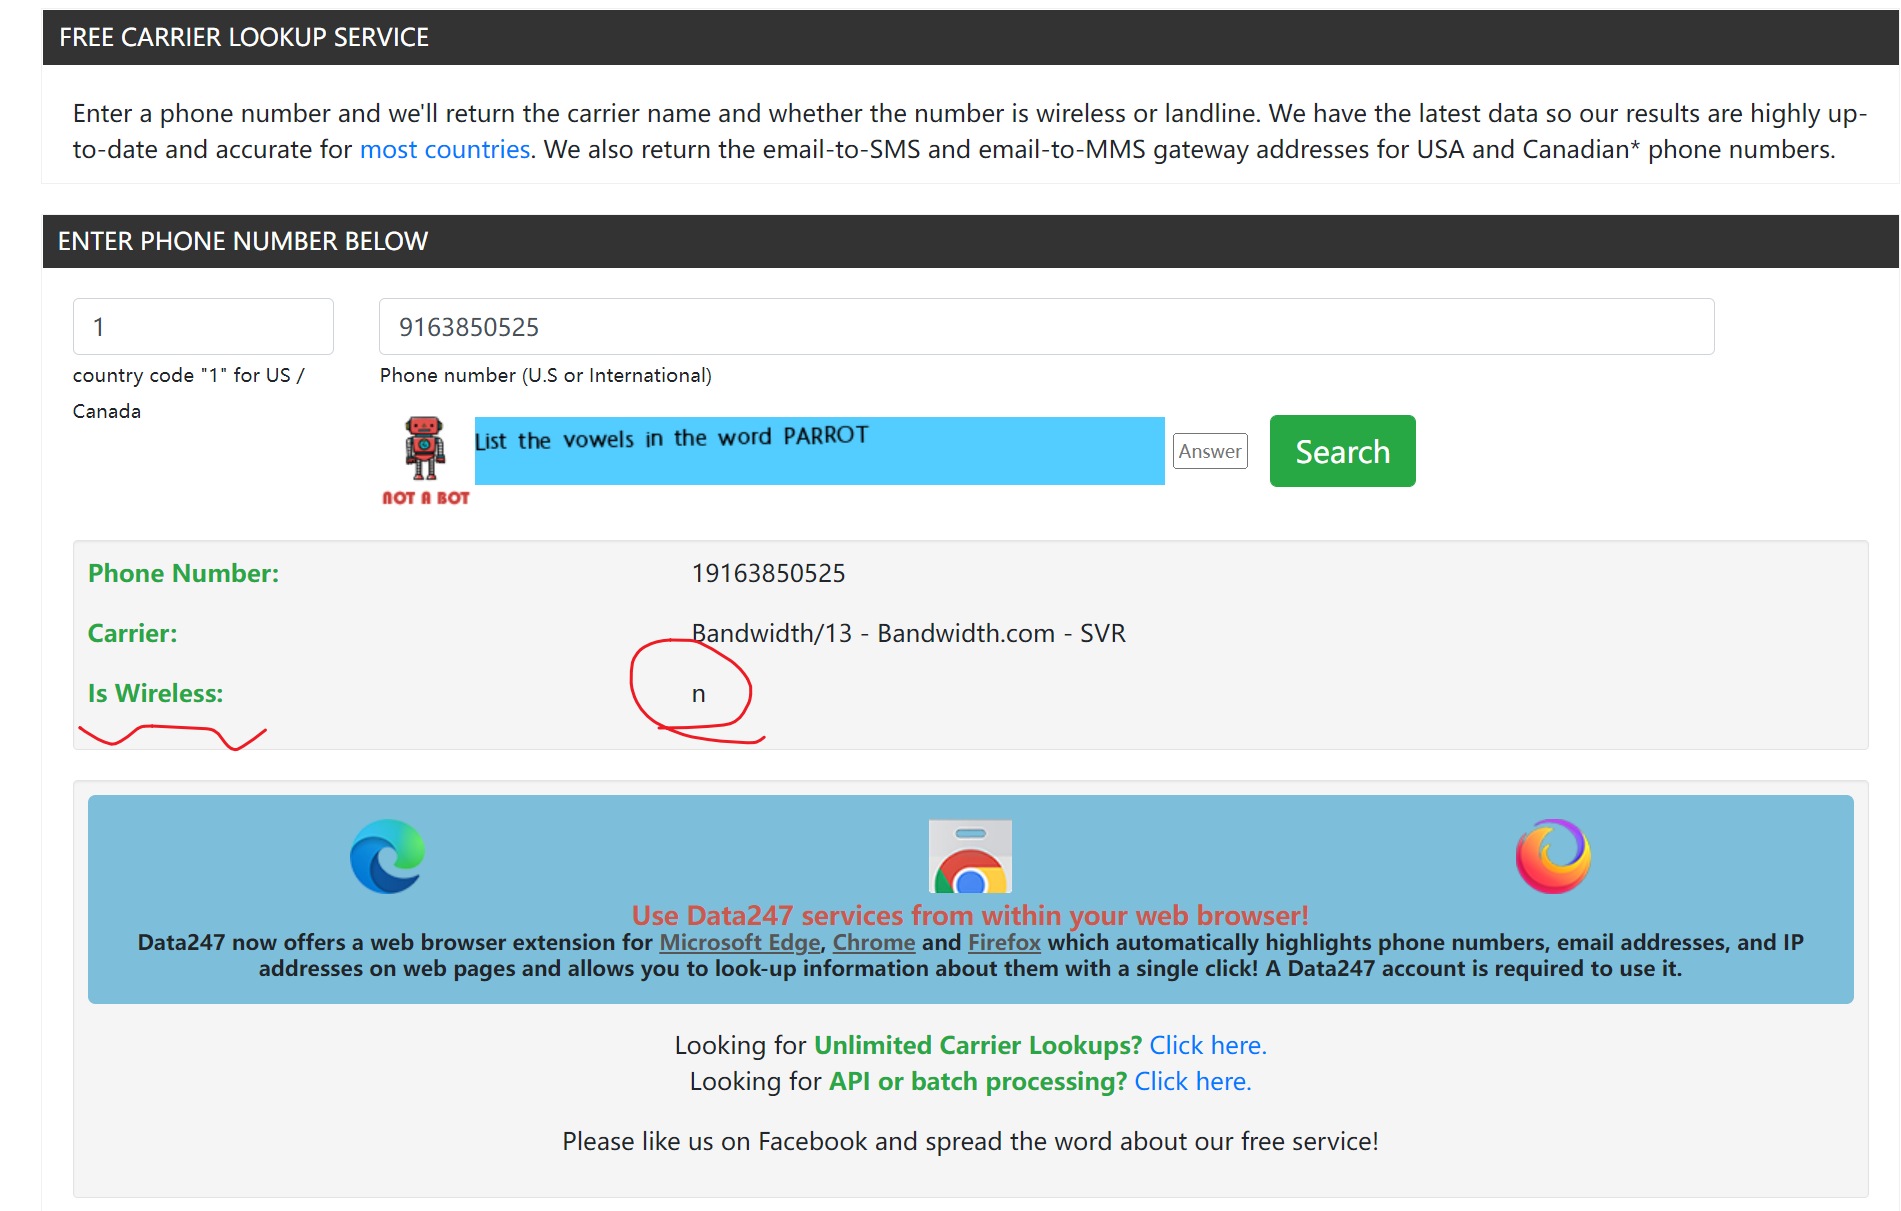 FREE CARRIER LOOKUP SERVICE
Enter a phone number and we'll return the carrier name and whether the number is wireless or landline. We have the latest data so our results are highly up-
to-date and accurate for most countries. We also return the email-to-SMS and email-to-MMS gateway addresses for USA and Canadian* phone numbers.
ENTER PHONE NUMBER BELOW
1
9163850525
country code "1" for US /
Canada
Phone number (U.S or International)
NOT A BOT
List the vowels in the word PARROT
Answer
Search
Phone Number: 19163850525
Carrier: Bandwidth/13 - Bandwidth.com - SVR
Is Wireless: n
Use Data247 services from within your web browser!
Data247 now offers a web browser extension for Microsoft Edge, Chrome and Firefox which automatically highlights phone numbers, email addresses, and IP
addresses on web pages and allows you to look-up information about them with a single click! A Data247 account is required to use it.
Looking for Unlimited Carrier Lookups? Click here.
Looking for API or batch processing? Click here.
Please like us on Facebook and spread the word about our free service!